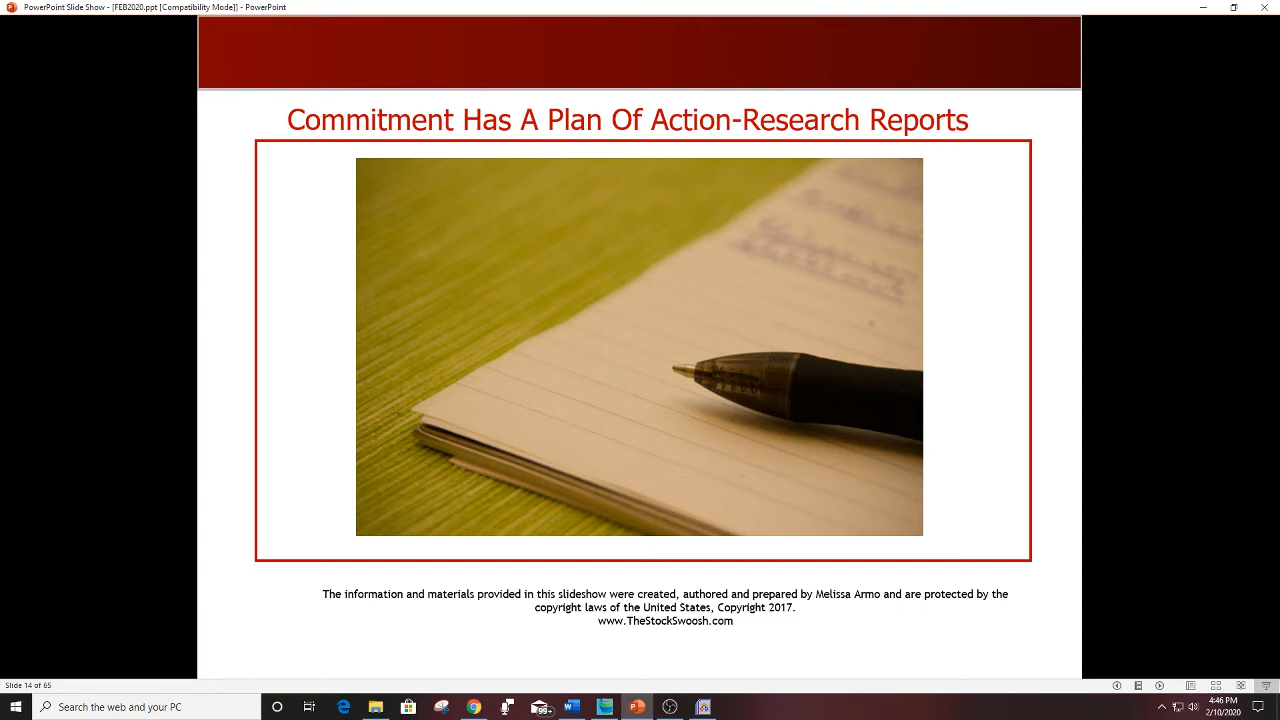 PowerPoint Slide Show - [FEB2020.ppt [Compatibility Mode]] - PowerPoint
Commitment Has A Plan Of Action-Research Reports
The information and materials provided in this slideshow were created, authored and prepared by Melissa Armo and are protected by the
copyright laws of the United States, Copyright 2017.
www.TheStockSwoosh.com
Slide 14 of 65
Search the web and your PC
99+
4:46 PM
2/10/2020